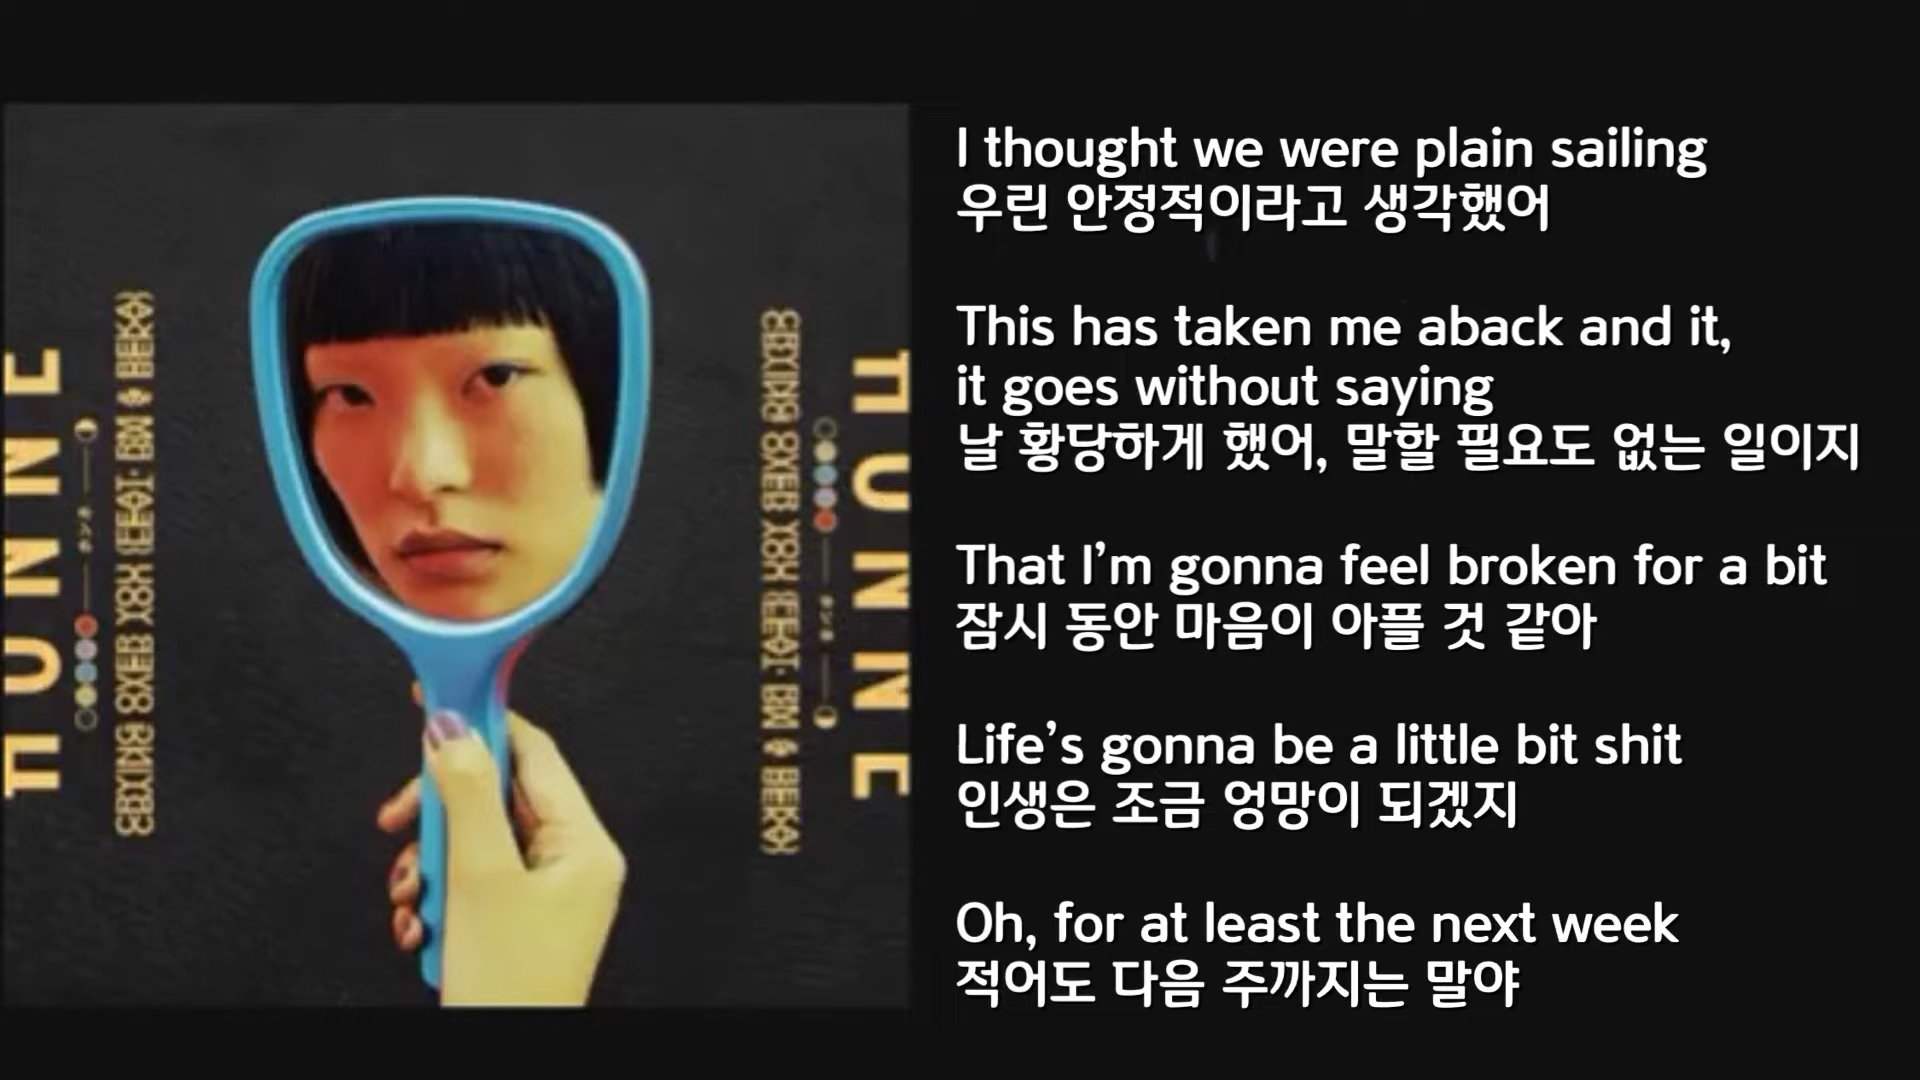 HONNE
I thought we were plain sailing
우린 안정적이라고 생각했어
This has taken me aback and it,
it goes without saying
날 황당하게 했어, 말할 필요도 없는 일이지
That I’m gonna feel broken for a bit
잠시 동안 마음이 아플 것 같아
Life’s gonna be a little bit shit
인생은 조금 엉망이 되겠지
Oh, for at least the next week
적어도 다음 주까지는 말야
HONNE